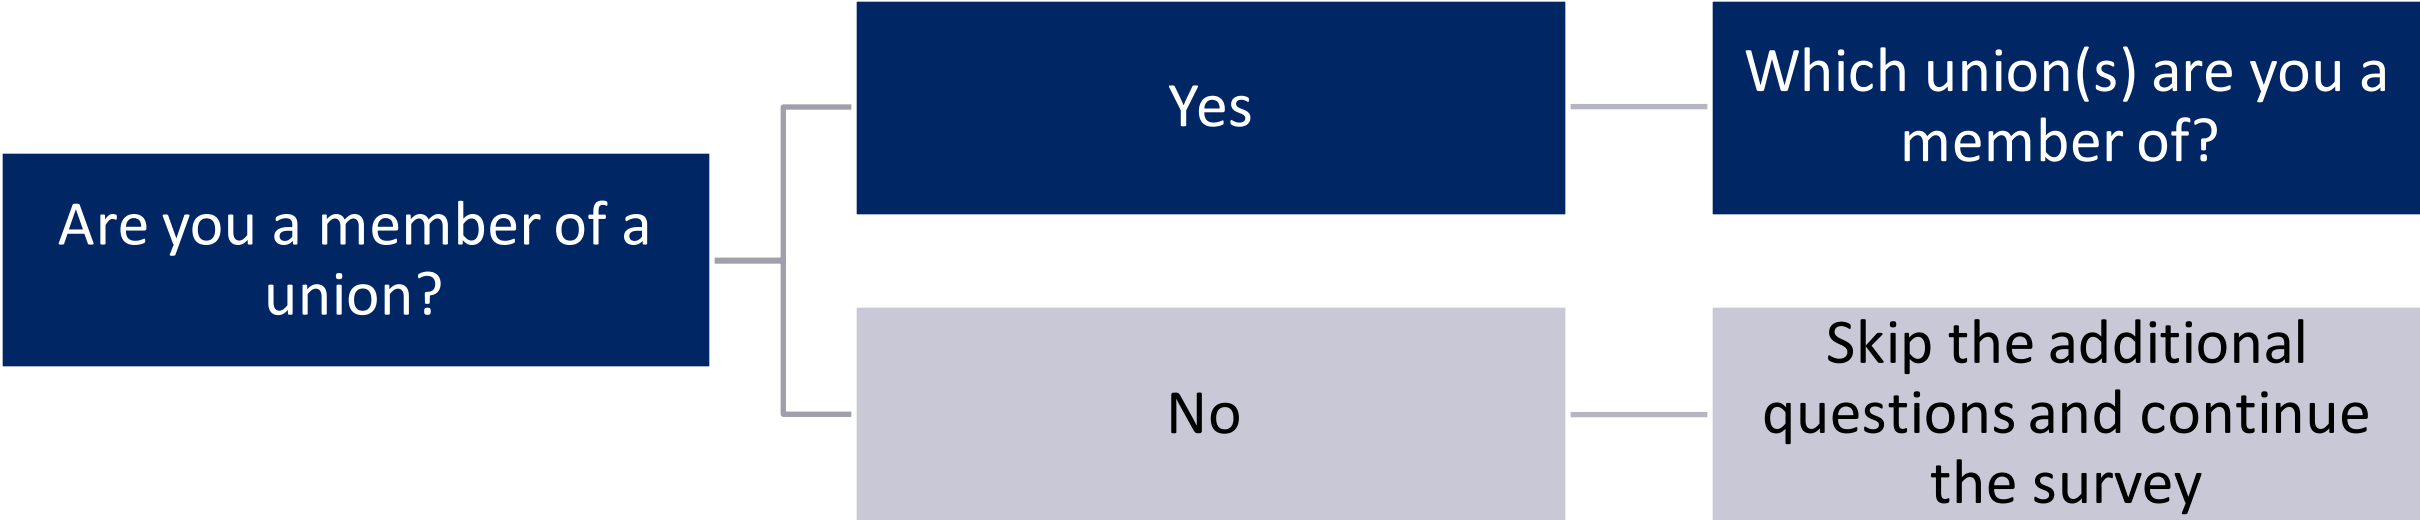 Are you a member of a
union?
Yes
Which union(s) are you a
member of?
No
Skip the additional
questions and continue
the survey